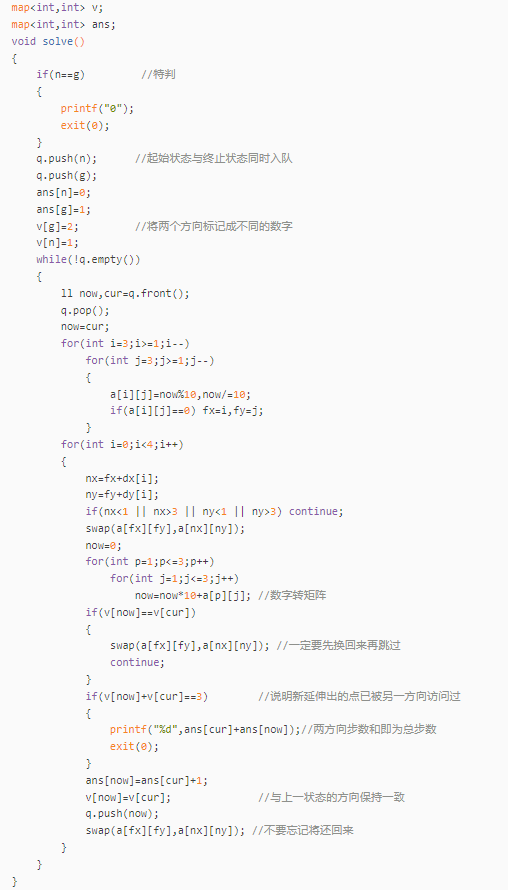 map<int,int> v;
map<int,int> ans;
void solve()
{
    if(n==g)         //特判
    {
        printf("0");
        exit(0);
    }
    q.push(n);      //起始状态与终止状态同时入队
    q.push(g);
    ans[n]=0;
    ans[g]=1;
    v[g]=2;         //将两个方向标记成不同的数字
    v[n]=1;
    while(!q.empty())
    {
        ll now,cur=q.front();
        q.pop();
        now=cur;
        for(int i=3;i>=1;i--)
            for(int j=3;j>=1;j--)
            {
                a[i][j]=now%10,now/=10;
                if(a[i][j]==0) fx=i,fy=j;
            }
        for(int i=0;i<4;i++)
        {
            nx=fx+dx[i];
            ny=fy+dy[i];
            if(nx<1 || nx>3 || ny<1 || ny>3) continue;
            swap(a[fx][fy],a[nx][ny]);
            now=0;
            for(int p=1;p<=3;p++)
                for(int j=1;j<=3;j++)
                    now=now*10+a[p][j]; //数字转矩阵
            if(v[now]==v[cur])
            {
                swap(a[fx][fy],a[nx][ny]); //一定要先换回来再跳过
                continue;
            }
            if(v[now]+v[cur]==3)        //说明新延伸出的点已被另一方向访问过
            {
                printf("%d",ans[cur]+ans[now]);//两方向步数和即为总步数
                exit(0);
            }
            ans[now]=ans[cur]+1;
            v[now]=v[cur];              //与上一状态的方向保持一致
            q.push(now);
            swap(a[fx][fy],a[nx][ny]); //不要忘记将还回来
        }
    }
}